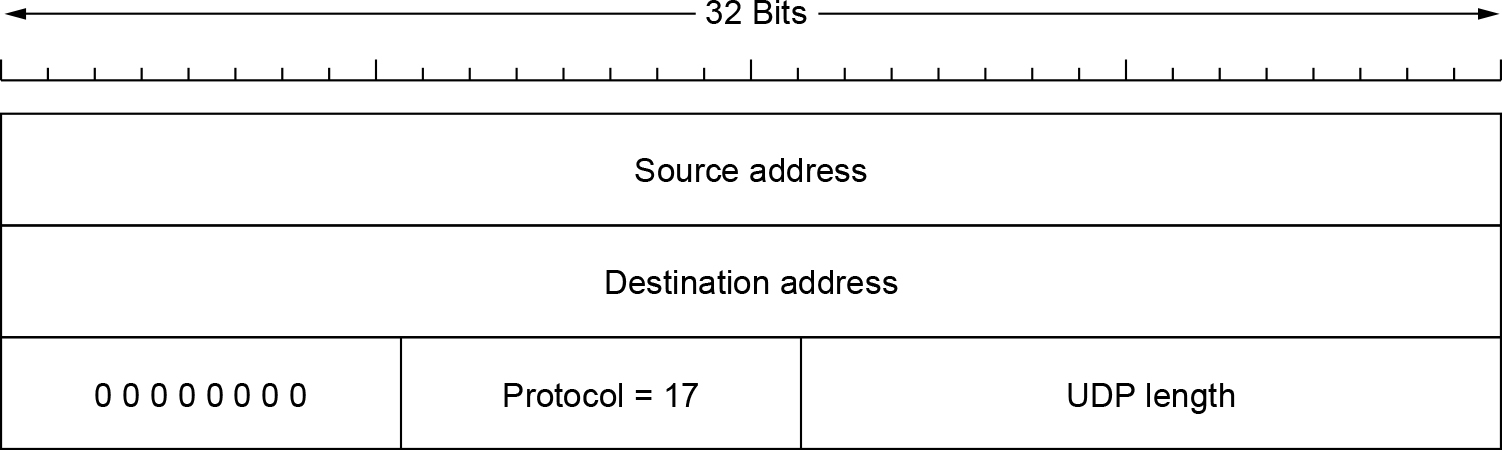 32 Bits
Source address
Destination address
0 0 0 0 0 0 0 0
Protocol = 17
UDP length